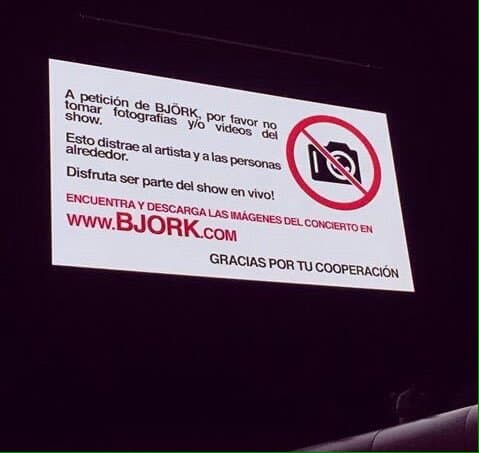 A petición de BJÖRK, por favor no
tomar fotografías y/o videos del
show.
Esto distrae al artista y a las personas
alrededor.
Disfruta ser parte del show en vivo!
ENCUENTRA Y DESCARGA LAS IMÁGENES DEL CONCIERTO EN
WWW.BJORK.COM
GRACIAS POR TU COOPERACIÓN